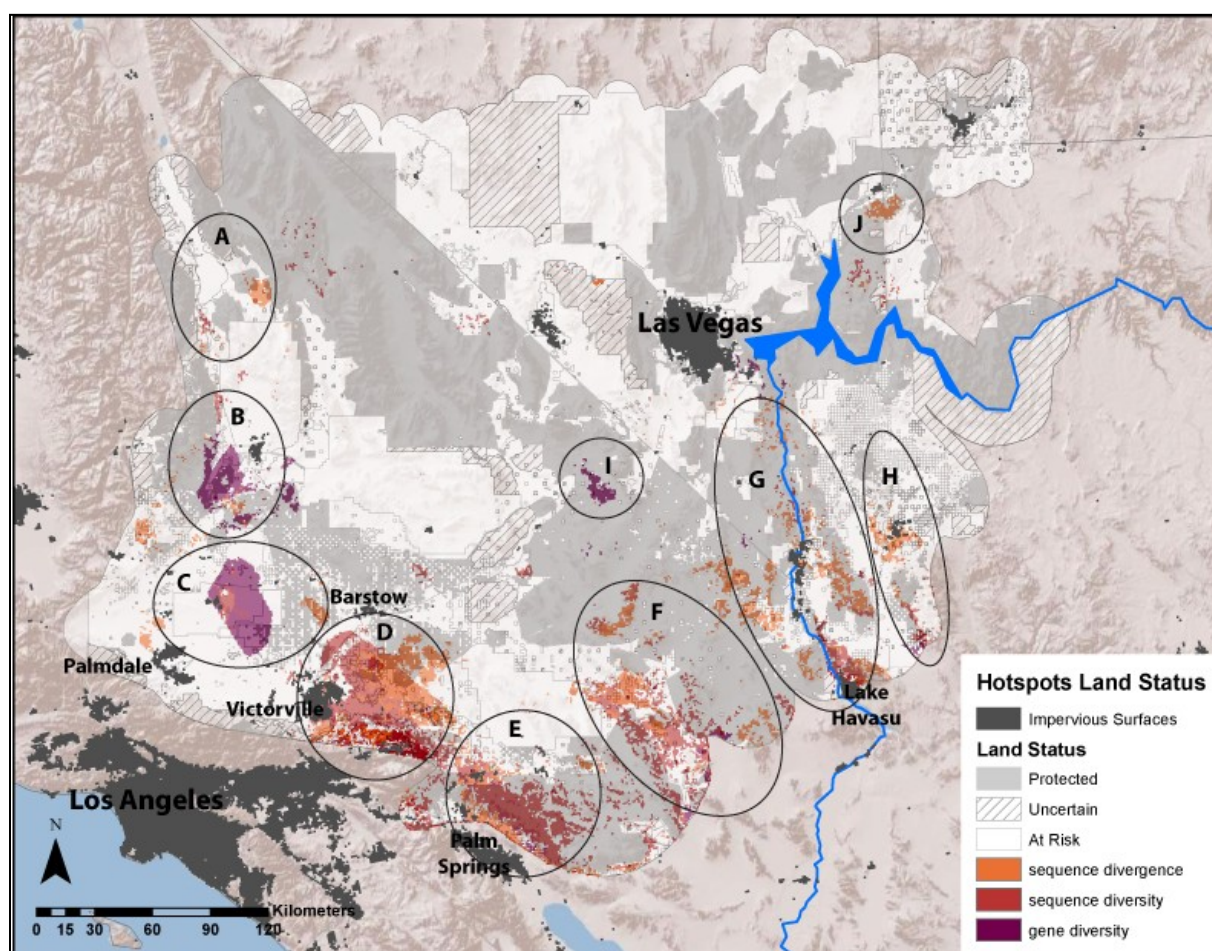 A
J
Las Vegas
B
I
G
H
C
Barstow
F
D
Palmdale
Victorville
Lake
Havasu
E
Los Angeles
Palm
Springs
N
Kilometers
0 15 30 60 90 120
Hotspots Land Status
Impervious Surfaces
Land Status
Protected
Uncertain
At Risk
sequence divergence
sequence diversity
gene diversity